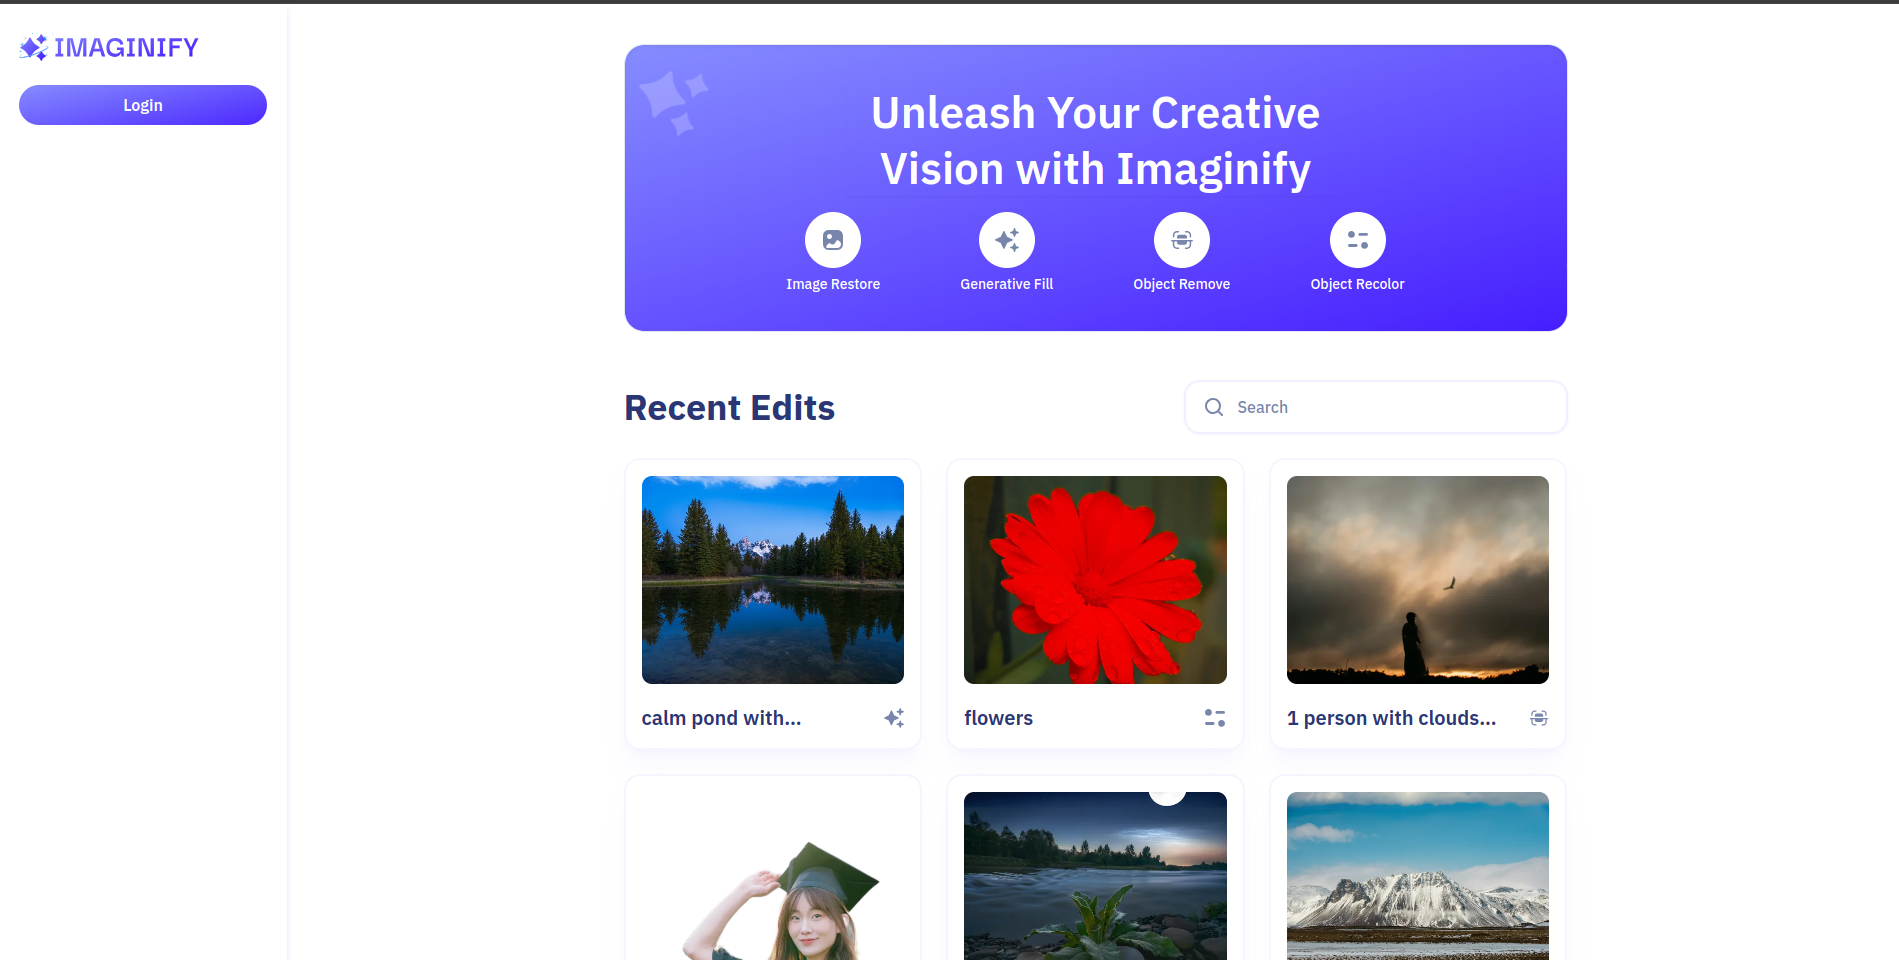 IMAGINIFY
Login
Unleash Your Creative
Vision with Imaginify
Image Restore
Generative Fill
Object Remove
Object Recolor
Recent Edits
Search
calm pond with...
flowers
1 person with clouds...